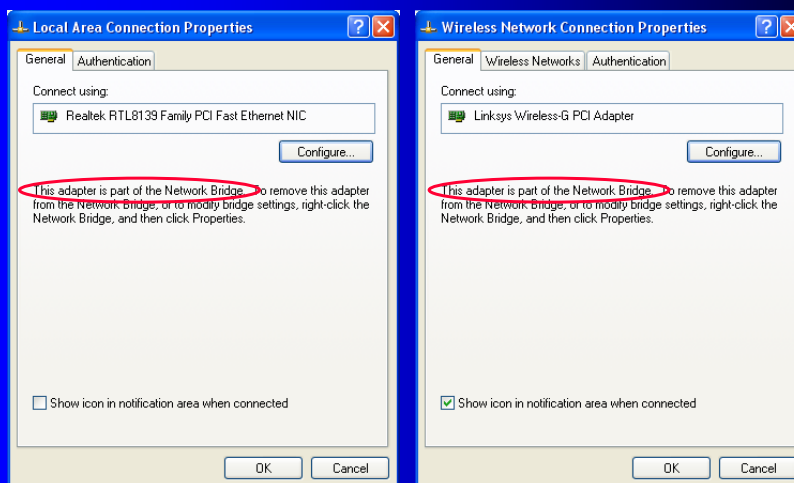 Local Area Connection Properties
General Authentication
Connect using:
Realtek RTL8139 Family PCI Fast Ethernet NIC
Configure...
This adapter is part of the Network Bridge. To remove this adapter
from the Network Bridge, or to modify bridge settings, right-click the
Network Bridge, and then click Properties.
Show icon in notification area when connected
OK Cancel
Wireless Network Connection Properties
General Wireless Networks Authentication
Connect using:
Linksys Wireless-G PCI Adapter
Configure...
This adapter is part of the Network Bridge. To remove this adapter
from the Network Bridge, or to modify bridge settings, right-click the
Network Bridge, and then click Properties.
Show icon in notification area when connected
OK Cancel